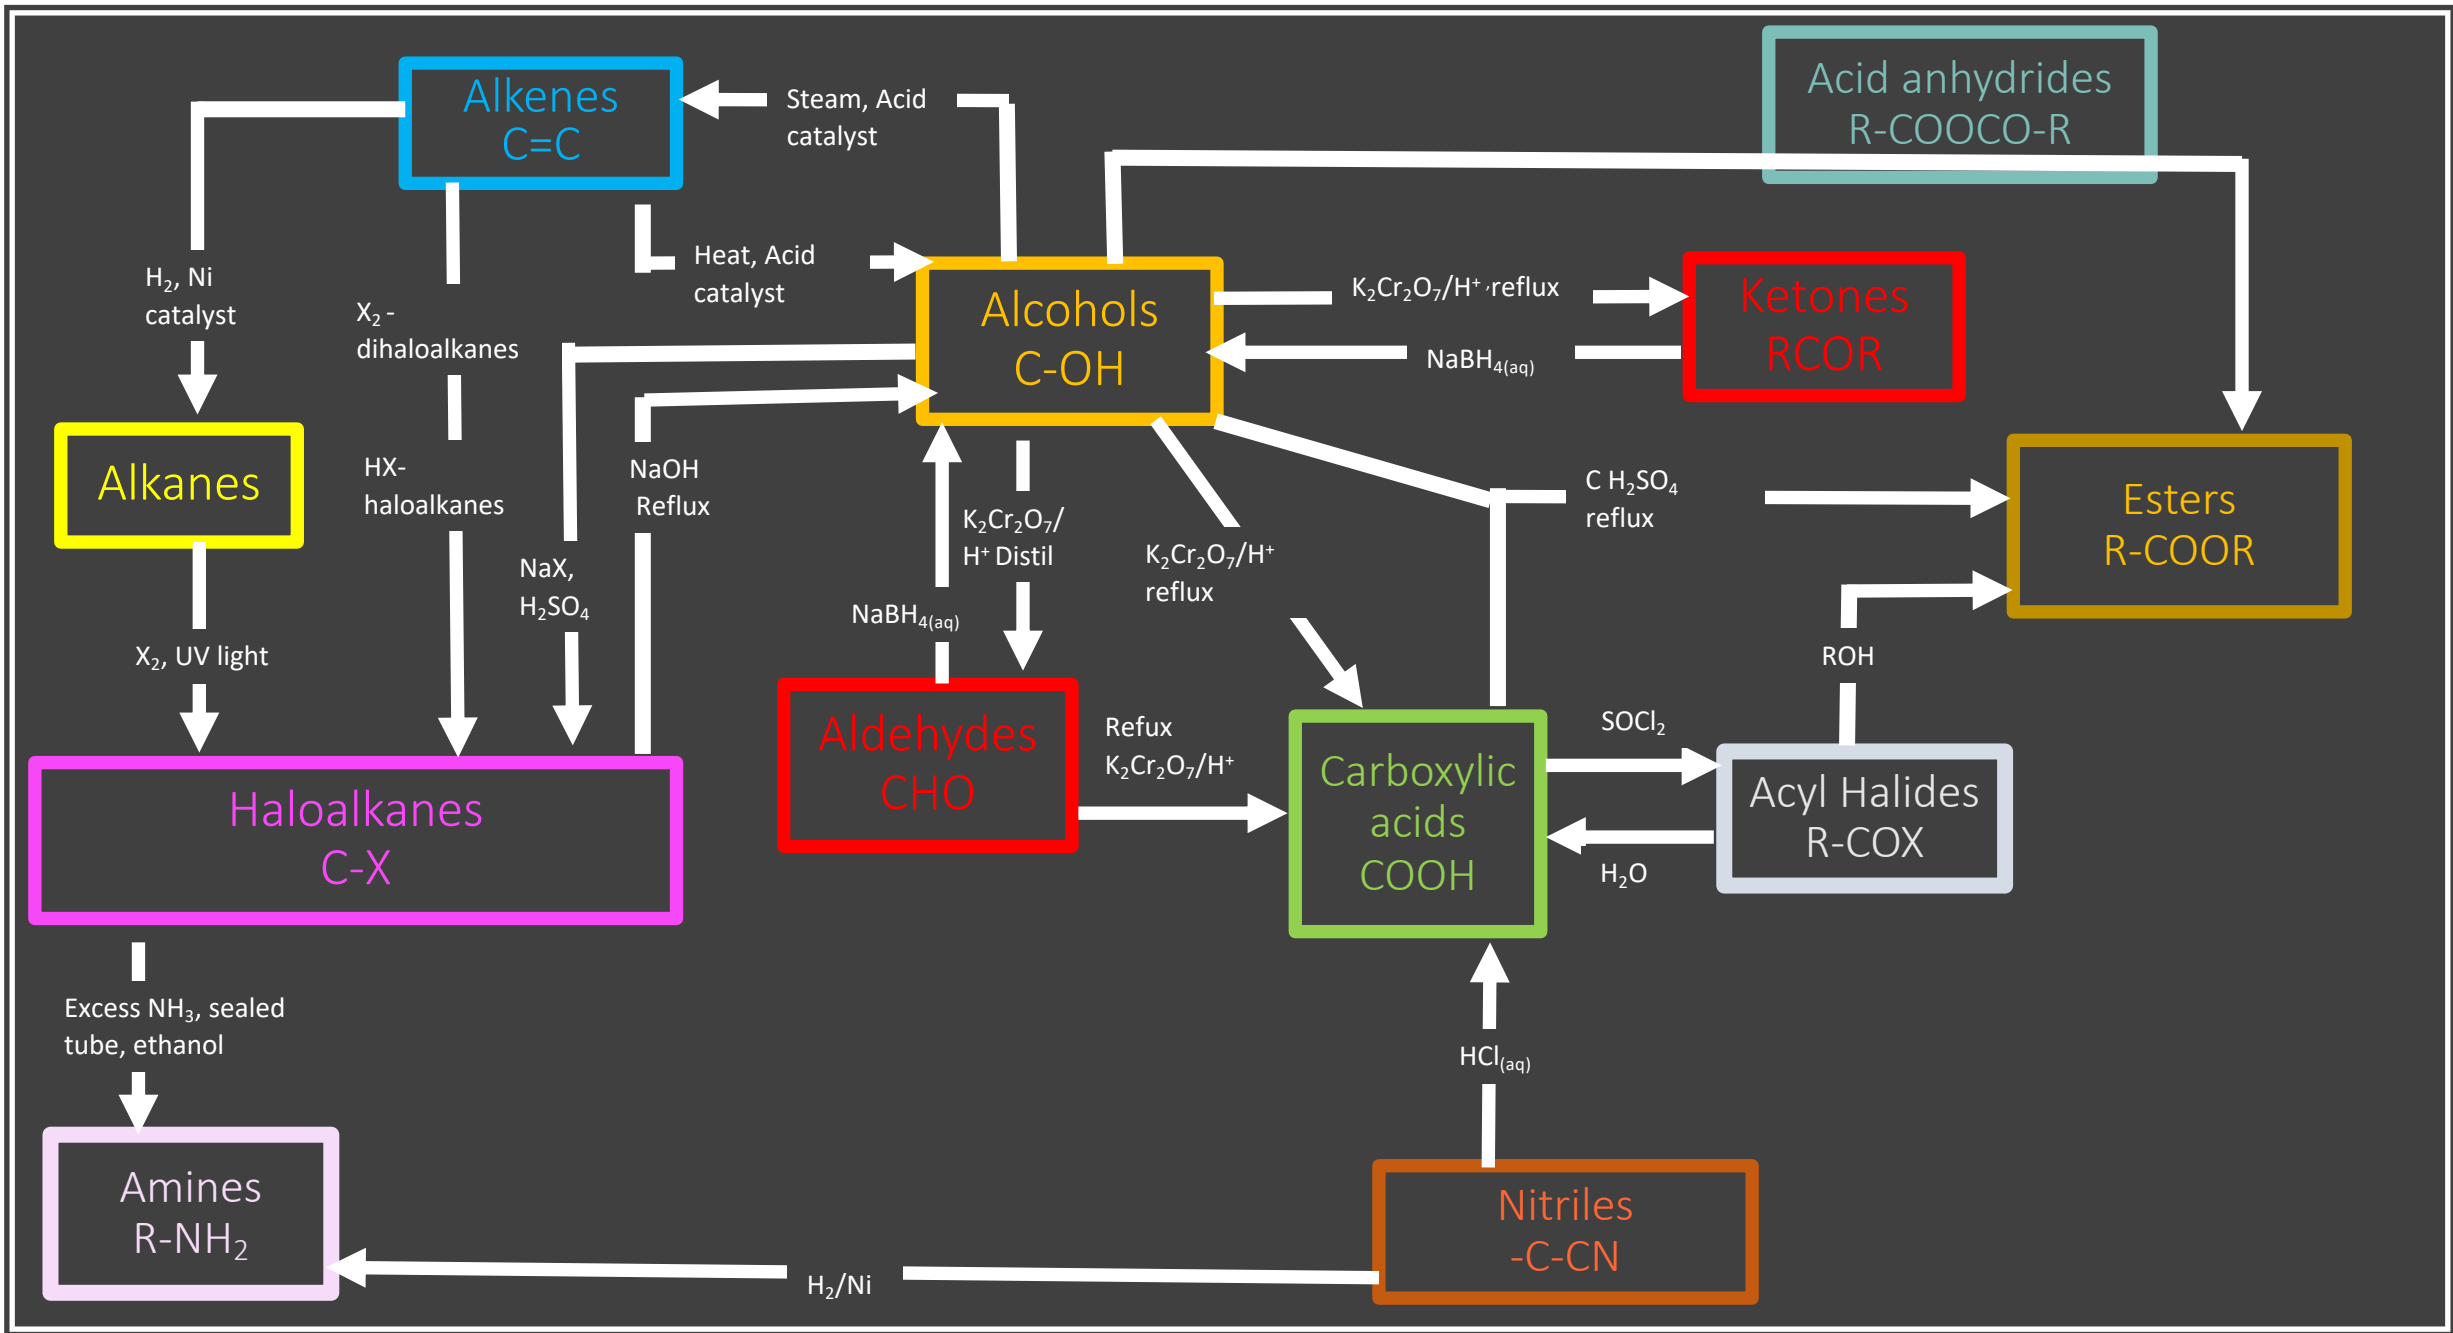 Alkenes
C=C
Steam, Acid
catalyst
Acid anhydrides
R-COOCO-R
H₂, Ni
catalyst
Heat, Acid
catalyst
X₂ -
dihaloalkanes
Alcohols
C-OH
K₂Cr₂O₇/H⁺ ,reflux
NaBH₄(aq)
Ketones
RCOR
Alkanes
HX-
haloalkanes
NaOH
Reflux
NaX,
H₂SO₄
K₂Cr₂O₇/
H⁺ Distil
NaBH₄(aq)
K₂Cr₂O₇/H⁺
reflux
C H₂SO₄
reflux
Esters
R-COOR
X₂, UV light
ROH
Aldehydes
CHO
Refux
K₂Cr₂O₇/H⁺
Carboxylic
acids
COOH
SOCl₂
H₂O
Acyl Halides
R-COX
Haloalkanes
C-X
Excess NH₃, sealed
tube, ethanol
HCl(aq)
Amines
R-NH₂
H₂/Ni
Nitriles
-C-CN